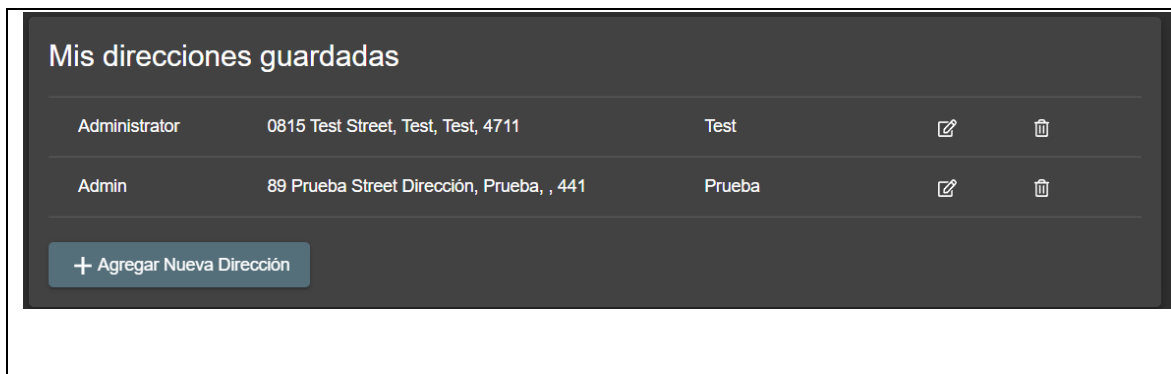 Mis direcciones guardadas
Administrator 0815 Test Street, Test, Test, 4711 Test
Admin 89 Prueba Street Dirección, Prueba, , 441 Prueba
+ Agregar Nueva Dirección